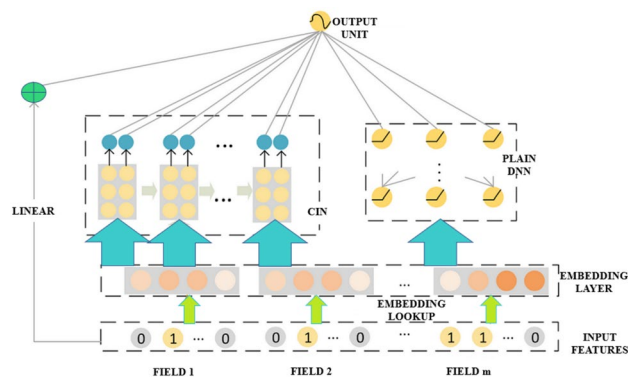 OUTPUT
UNIT
PLAIN
DNN
...
LINEAR
...
CIN
EMBEDDING
LAYER
...
EMBEDDING
LOOKUP
0 1 ... 0 0 1 ... 0 ... 1 1 ... 0
INPUT
FEATURES
FIELD 1 FIELD 2 FIELD m